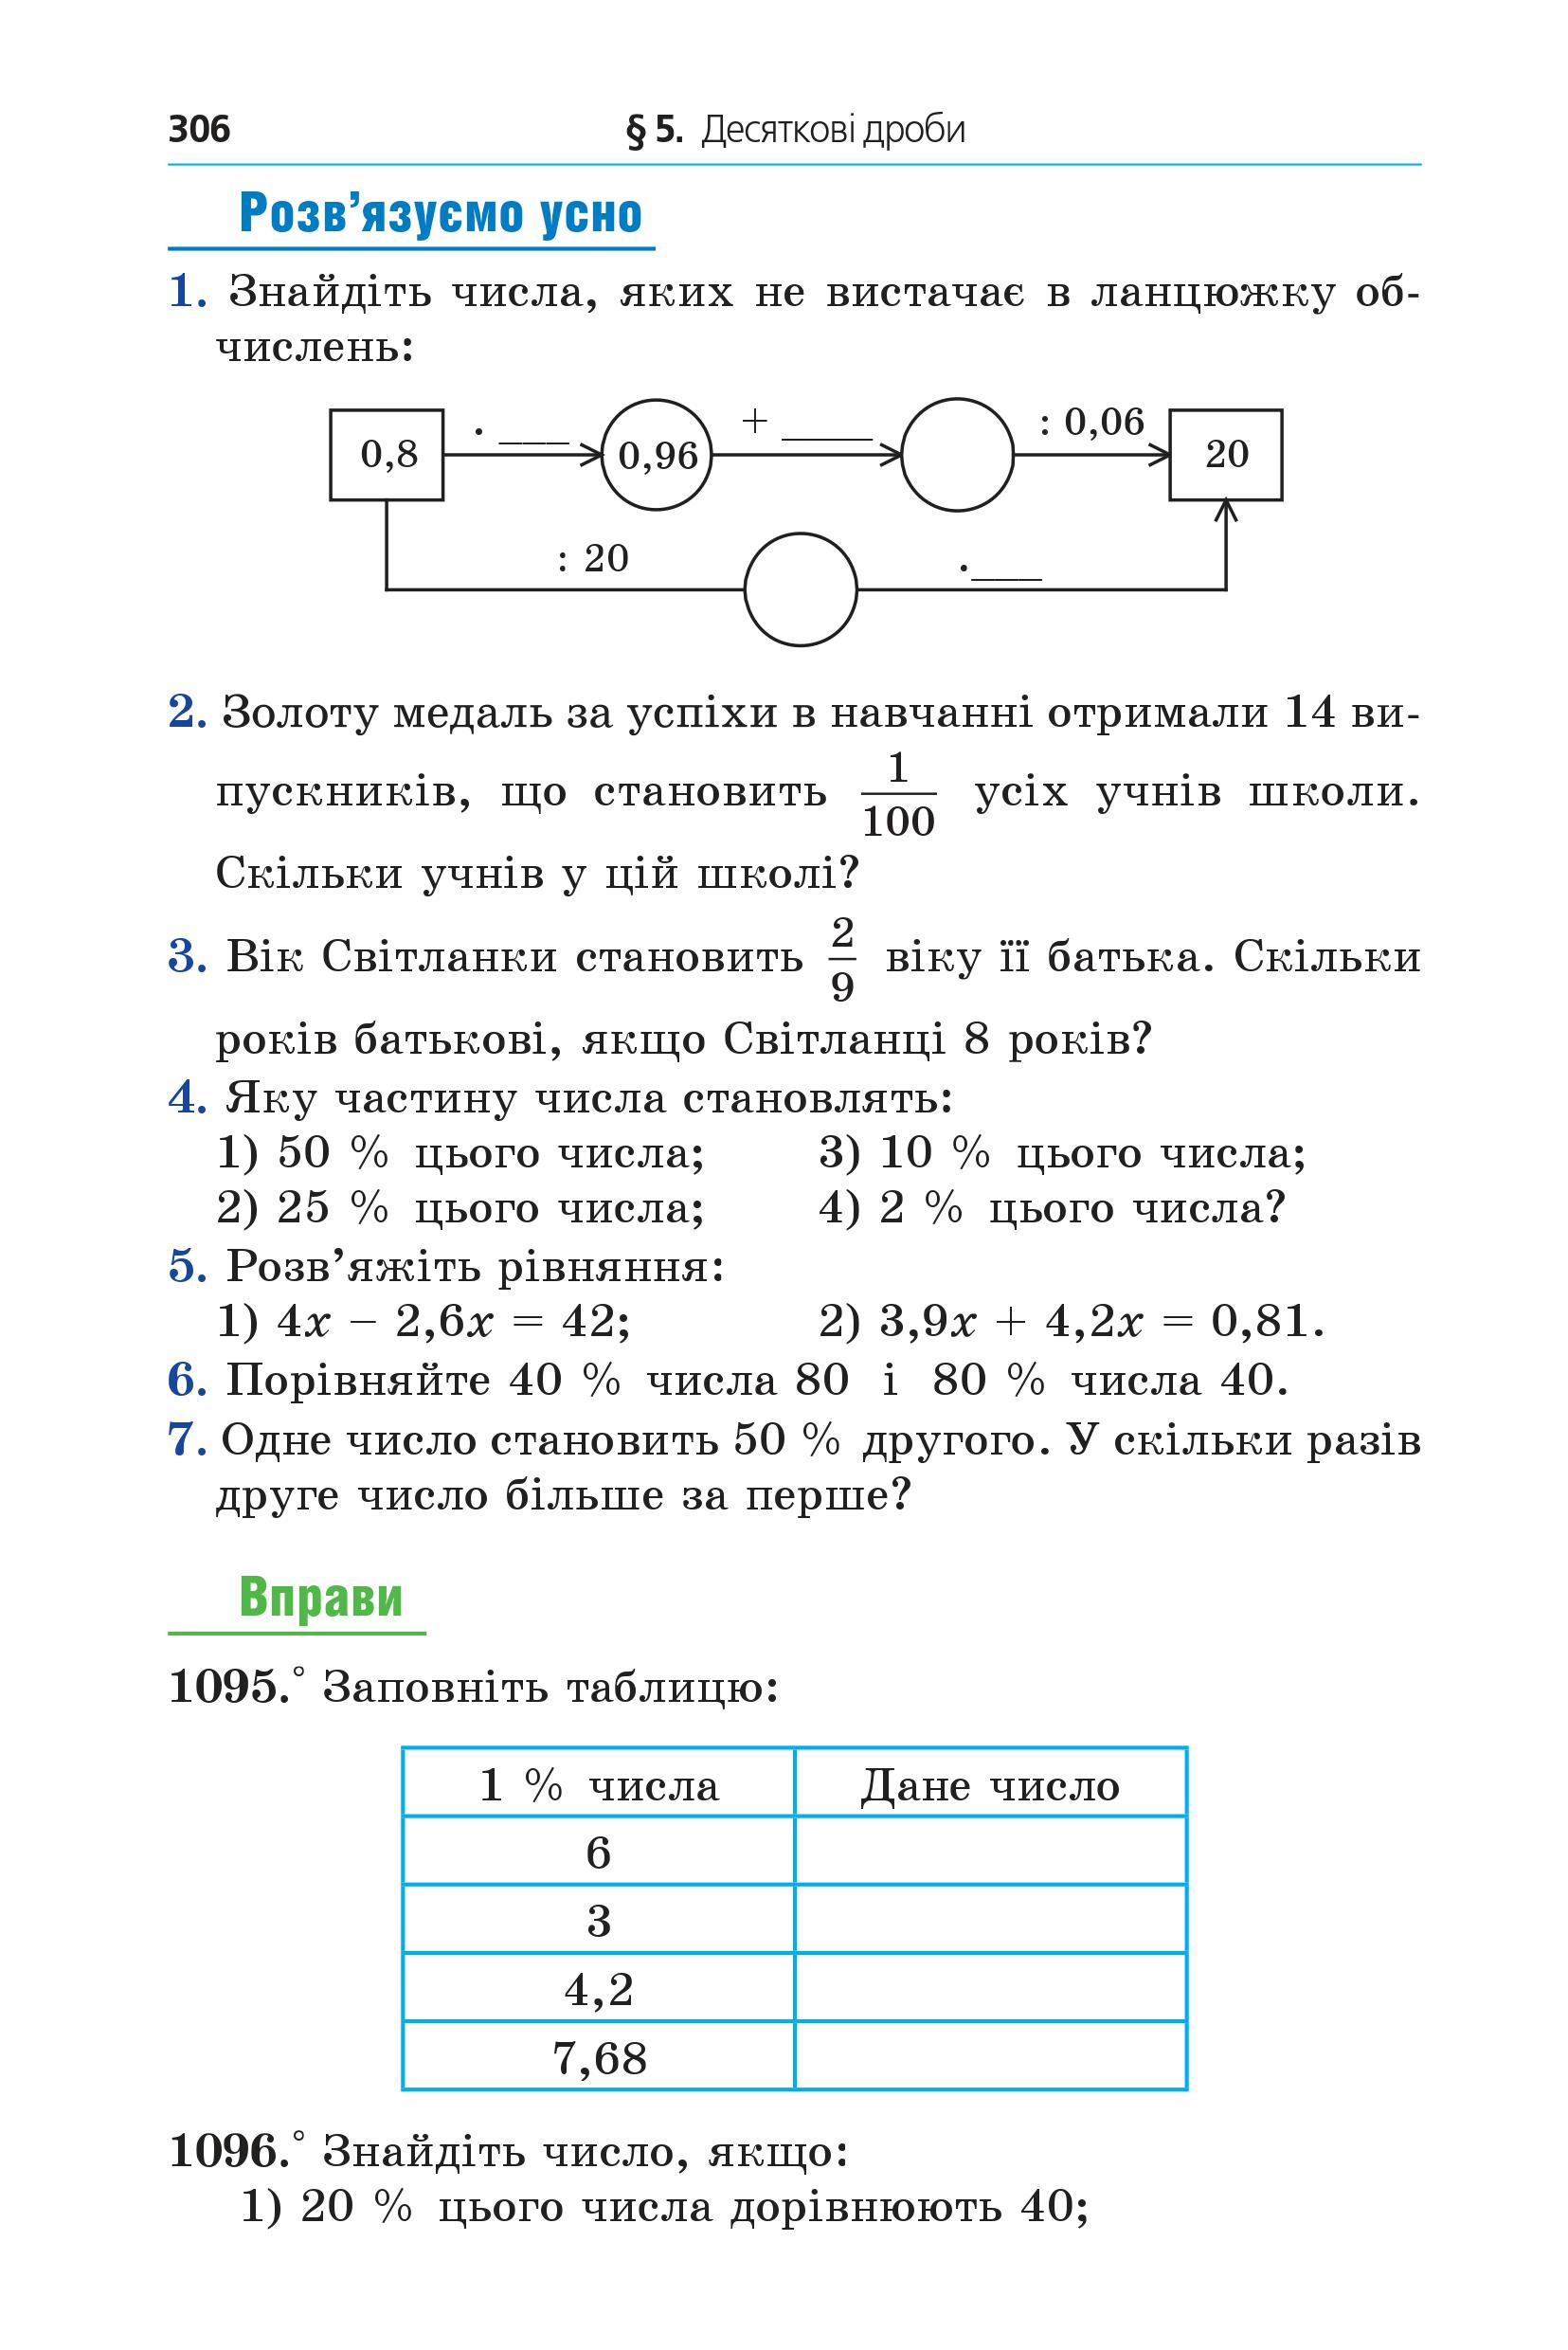 306 § 5. Десяткові дроби
Розв’язуємо усно
1. Знайдіть числа, яких не вистачає в ланцюжку об-
числень:
0,8 · ___ 0,96 + ____ : 0,06 20
: 20 ·___
2. Золоту медаль за успіхи в навчанні отримали 14 ви-
пускників, що становить 1/100 усіх учнів школи.
Скільки учнів у цій школі?
3. Вік Світланки становить 2/9 віку її батька. Скільки
років батькові, якщо Світланці 8 років?
4. Яку частину числа становлять:
1) 50 % цього числа; 3) 10 % цього числа;
2) 25 % цього числа; 4) 2 % цього числа?
5. Розв’яжіть рівняння:
1) 4x − 2,6x = 42; 2) 3,9x + 4,2x = 0,81.
6. Порівняйте 40 % числа 80 і 80 % числа 40.
7. Одне число становить 50 % другого. У скільки разів
друге число більше за перше?
Вправи
1095.° Заповніть таблицю:
1 % числа Дане число
6
3
4,2
7,68
1096.° Знайдіть число, якщо:
1) 20 % цього числа дорівнюють 40;